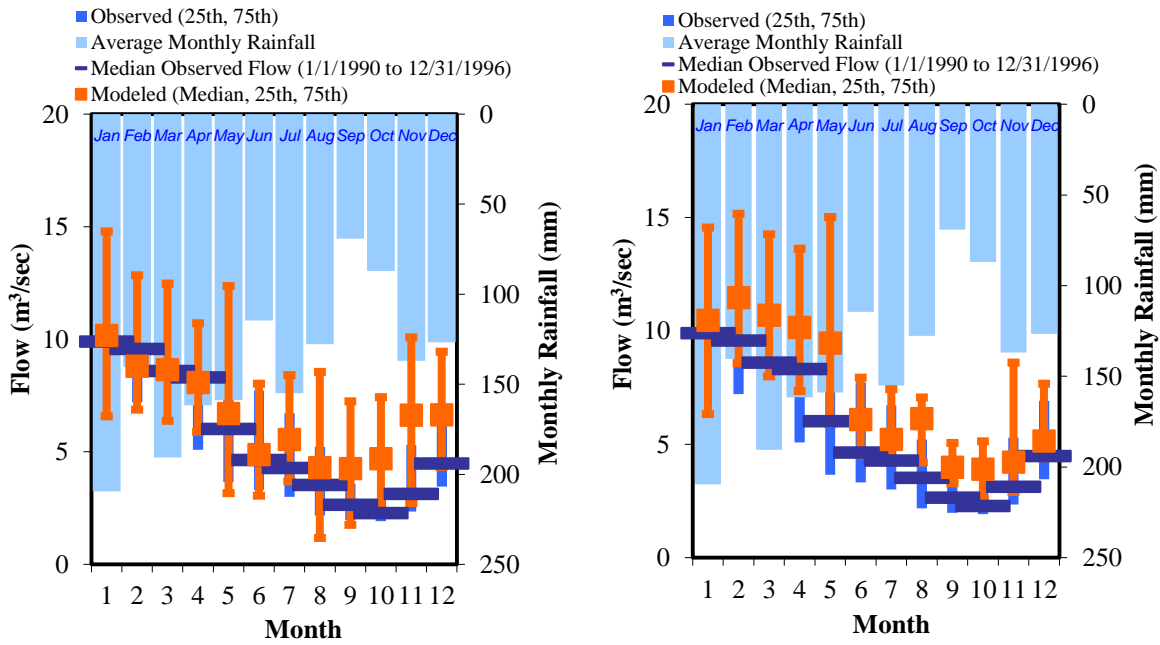 Observed (25th, 75th)
Average Monthly Rainfall
Median Observed Flow (1/1/1990 to 12/31/1996)
Modeled (Median, 25th, 75th)
20
15
10
5
0
Flow (m³/sec)
Jan Feb Mar Apr May Jun Jul Aug Sep Oct Nov Dec
0
50
100
150
200
250
Monthly Rainfall (mm)
1 2 3 4 5 6 7 8 9 10 11 12
Month
Observed (25th, 75th)
Average Monthly Rainfall
Median Observed Flow (1/1/1990 to 12/31/1996)
Modeled (Median, 25th, 75th)
20
15
10
5
0
Flow (m³/sec)
Jan Feb Mar Apr May Jun Jul Aug Sep Oct Nov Dec
0
50
100
150
200
250
Monthly Rainfall (mm)
1 2 3 4 5 6 7 8 9 10 11 12
Month